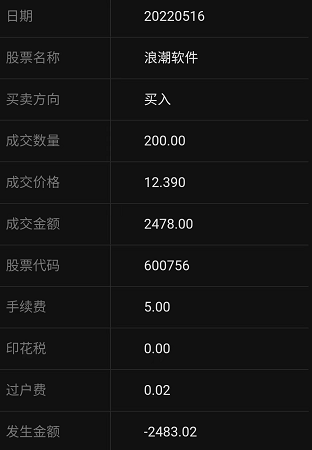 日期 20220516
股票名称 浪潮软件
买卖方向 买入
成交数量 200.00
成交价格 12.390
成交金额 2478.00
股票代码 600756
手续费 5.00
印花税 0.00
过户费 0.02
发生金额 -2483.02